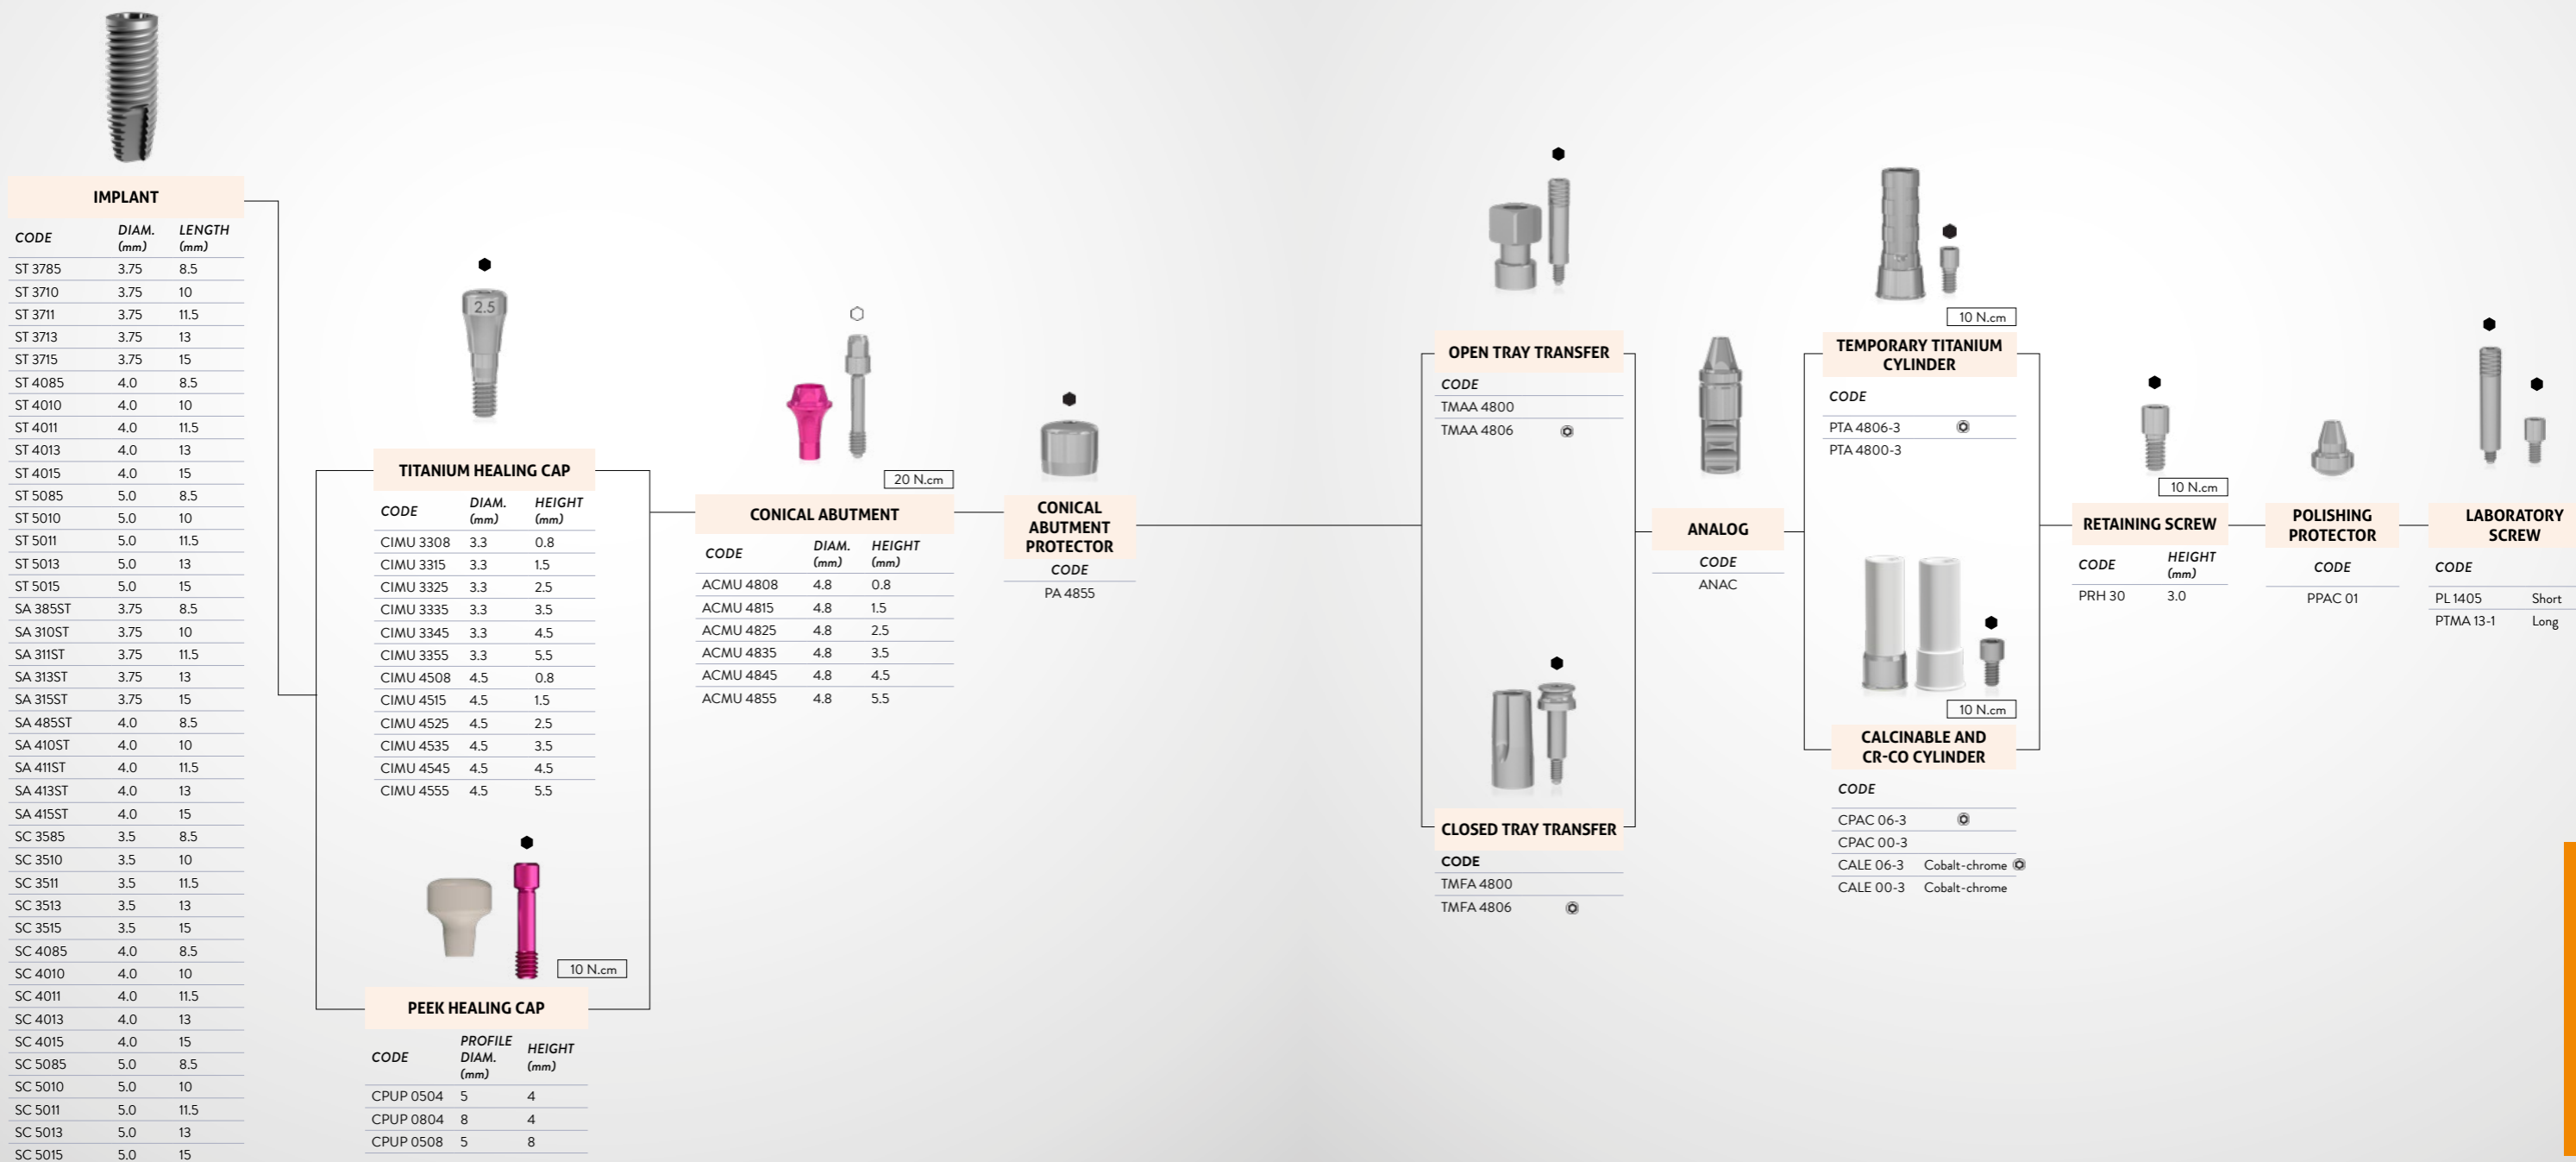 IMPLANT
CODE DIAM. (mm) LENGTH (mm)
ST 3785 3.75 8.5
ST 3710 3.75 10
ST 3711 3.75 11.5
ST 3713 3.75 13
ST 3715 3.75 15
ST 4085 4.0 8.5
ST 4010 4.0 10
ST 4011 4.0 11.5
ST 4013 4.0 13
ST 4015 4.0 15
ST 5085 5.0 8.5
ST 5010 5.0 10
ST 5011 5.0 11.5
ST 5013 5.0 13
ST 5015 5.0 15
SA 385ST 3.75 8.5
SA 310ST 3.75 10
SA 311ST 3.75 11.5
SA 313ST 3.75 13
SA 315ST 3.75 15
SA 485ST 4.0 8.5
SA 410ST 4.0 10
SA 411ST 4.0 11.5
SA 413ST 4.0 13
SA 415ST 4.0 15
SC 3585 3.5 8.5
SC 3510 3.5 10
SC 3511 3.5 11.5
SC 3513 3.5 13
SC 3515 3.5 15
SC 4085 4.0 8.5
SC 4010 4.0 10
SC 4011 4.0 11.5
SC 4013 4.0 13
SC 4015 4.0 15
SC 5085 5.0 8.5
SC 5010 5.0 10
SC 5011 5.0 11.5
SC 5013 5.0 13
SC 5015 5.0 15
2.5
TITANIUM HEALING CAP
CODE DIAM. (mm) HEIGHT (mm)
CIMU 3308 3.3 0.8
CIMU 3315 3.3 1.5
CIMU 3325 3.3 2.5
CIMU 3335 3.3 3.5
CIMU 3345 3.3 4.5
CIMU 3355 3.3 5.5
CIMU 4508 4.5 0.8
CIMU 4515 4.5 1.5
CIMU 4525 4.5 2.5
CIMU 4535 4.5 3.5
CIMU 4545 4.5 4.5
CIMU 4555 4.5 5.5
10 N.cm
PEEK HEALING CAP
CODE PROFILE DIAM. (mm) HEIGHT (mm)
CPUP 0504 5 4
CPUP 0804 8 4
CPUP 0508 5 8
20 N.cm
CONICAL ABUTMENT
CODE DIAM. (mm) HEIGHT (mm)
ACMU 4808 4.8 0.8
ACMU 4815 4.8 1.5
ACMU 4825 4.8 2.5
ACMU 4835 4.8 3.5
ACMU 4845 4.8 4.5
ACMU 4855 4.8 5.5
CONICAL
ABUTMENT
PROTECTOR
CODE
PA 4855
OPEN TRAY TRANSFER
CODE
TMAA 4800
TMAA 4806
CLOSED TRAY TRANSFER
CODE
TMFA 4800
TMFA 4806
ANALOG
CODE
ANAC
10 N.cm
TEMPORARY TITANIUM
CYLINDER
CODE
PTA 4806-3
PTA 4800-3
10 N.cm
CALCINABLE AND
CR-CO CYLINDER
CODE
CPAC 06-3
CPAC 00-3
CALE 06-3 Cobalt-chrome
CALE 00-3 Cobalt-chrome
10 N.cm
RETAINING SCREW
CODE HEIGHT (mm)
PRH 30 3.0
POLISHING
PROTECTOR
CODE
PPAC 01
LABORATORY
SCREW
CODE
PL 1405 Short
PTMA 13-1 Long